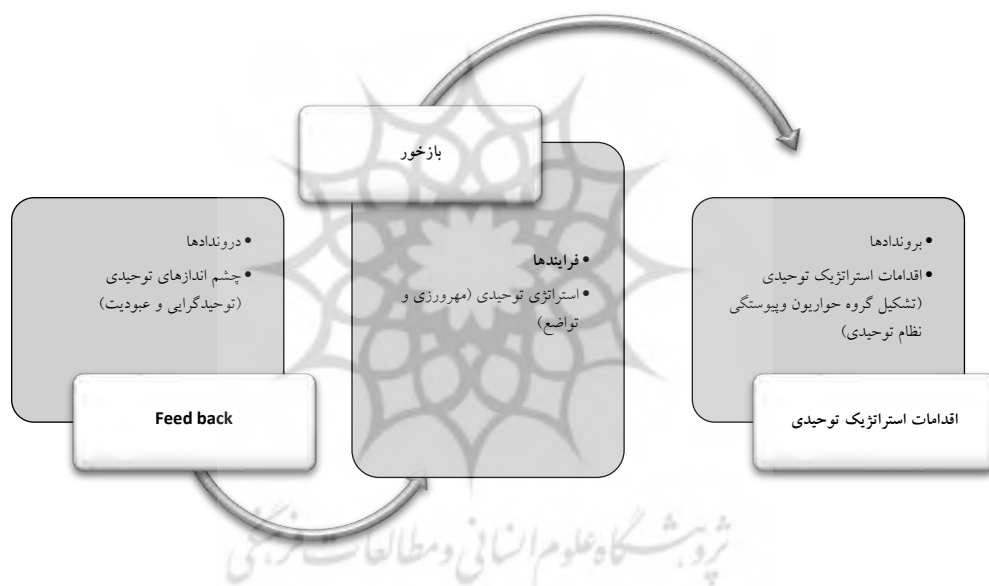 بازخور
• دروندادها
• چشم اندازهای توحیدی
(توحیدگرایی و عبودیت)
Feed back
• فرایندها
• استراتژی توحیدی (مهرورزی و
تواضع)
• بروندادها
• اقدامات استراتژیک توحیدی
(تشکیل گروه حواریون وپیوستگی
نظام توحیدی)
اقدامات استراتژیک توحیدی
پژوهشگاه علوم انسانی و مطالعات فرهنگی